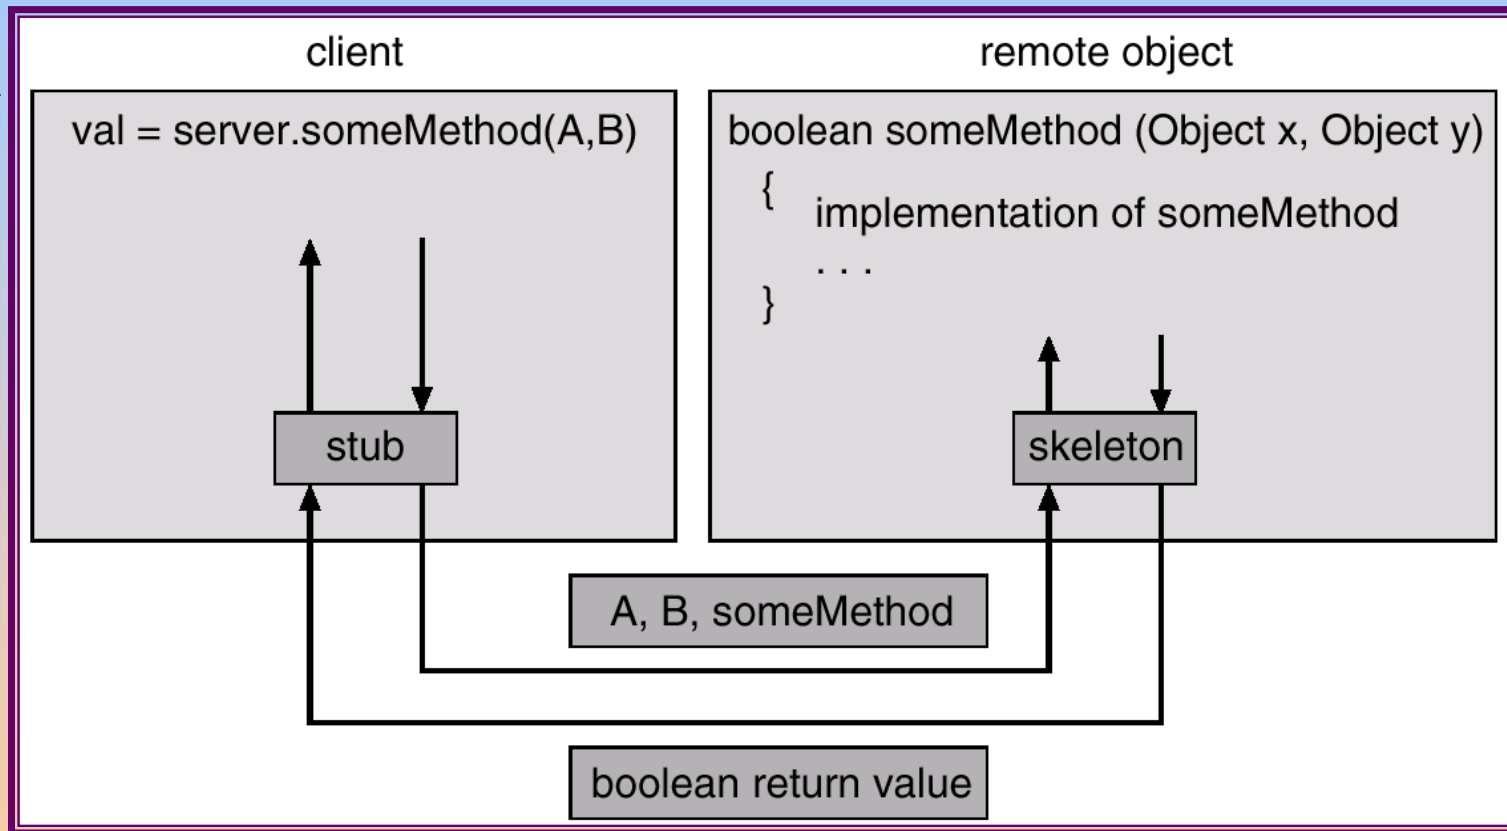 client
val = server.someMethod(A,B)
stub
remote object
boolean someMethod (Object x, Object y)
{
implementation of someMethod
. . .
}
skeleton
A, B, someMethod
boolean return value